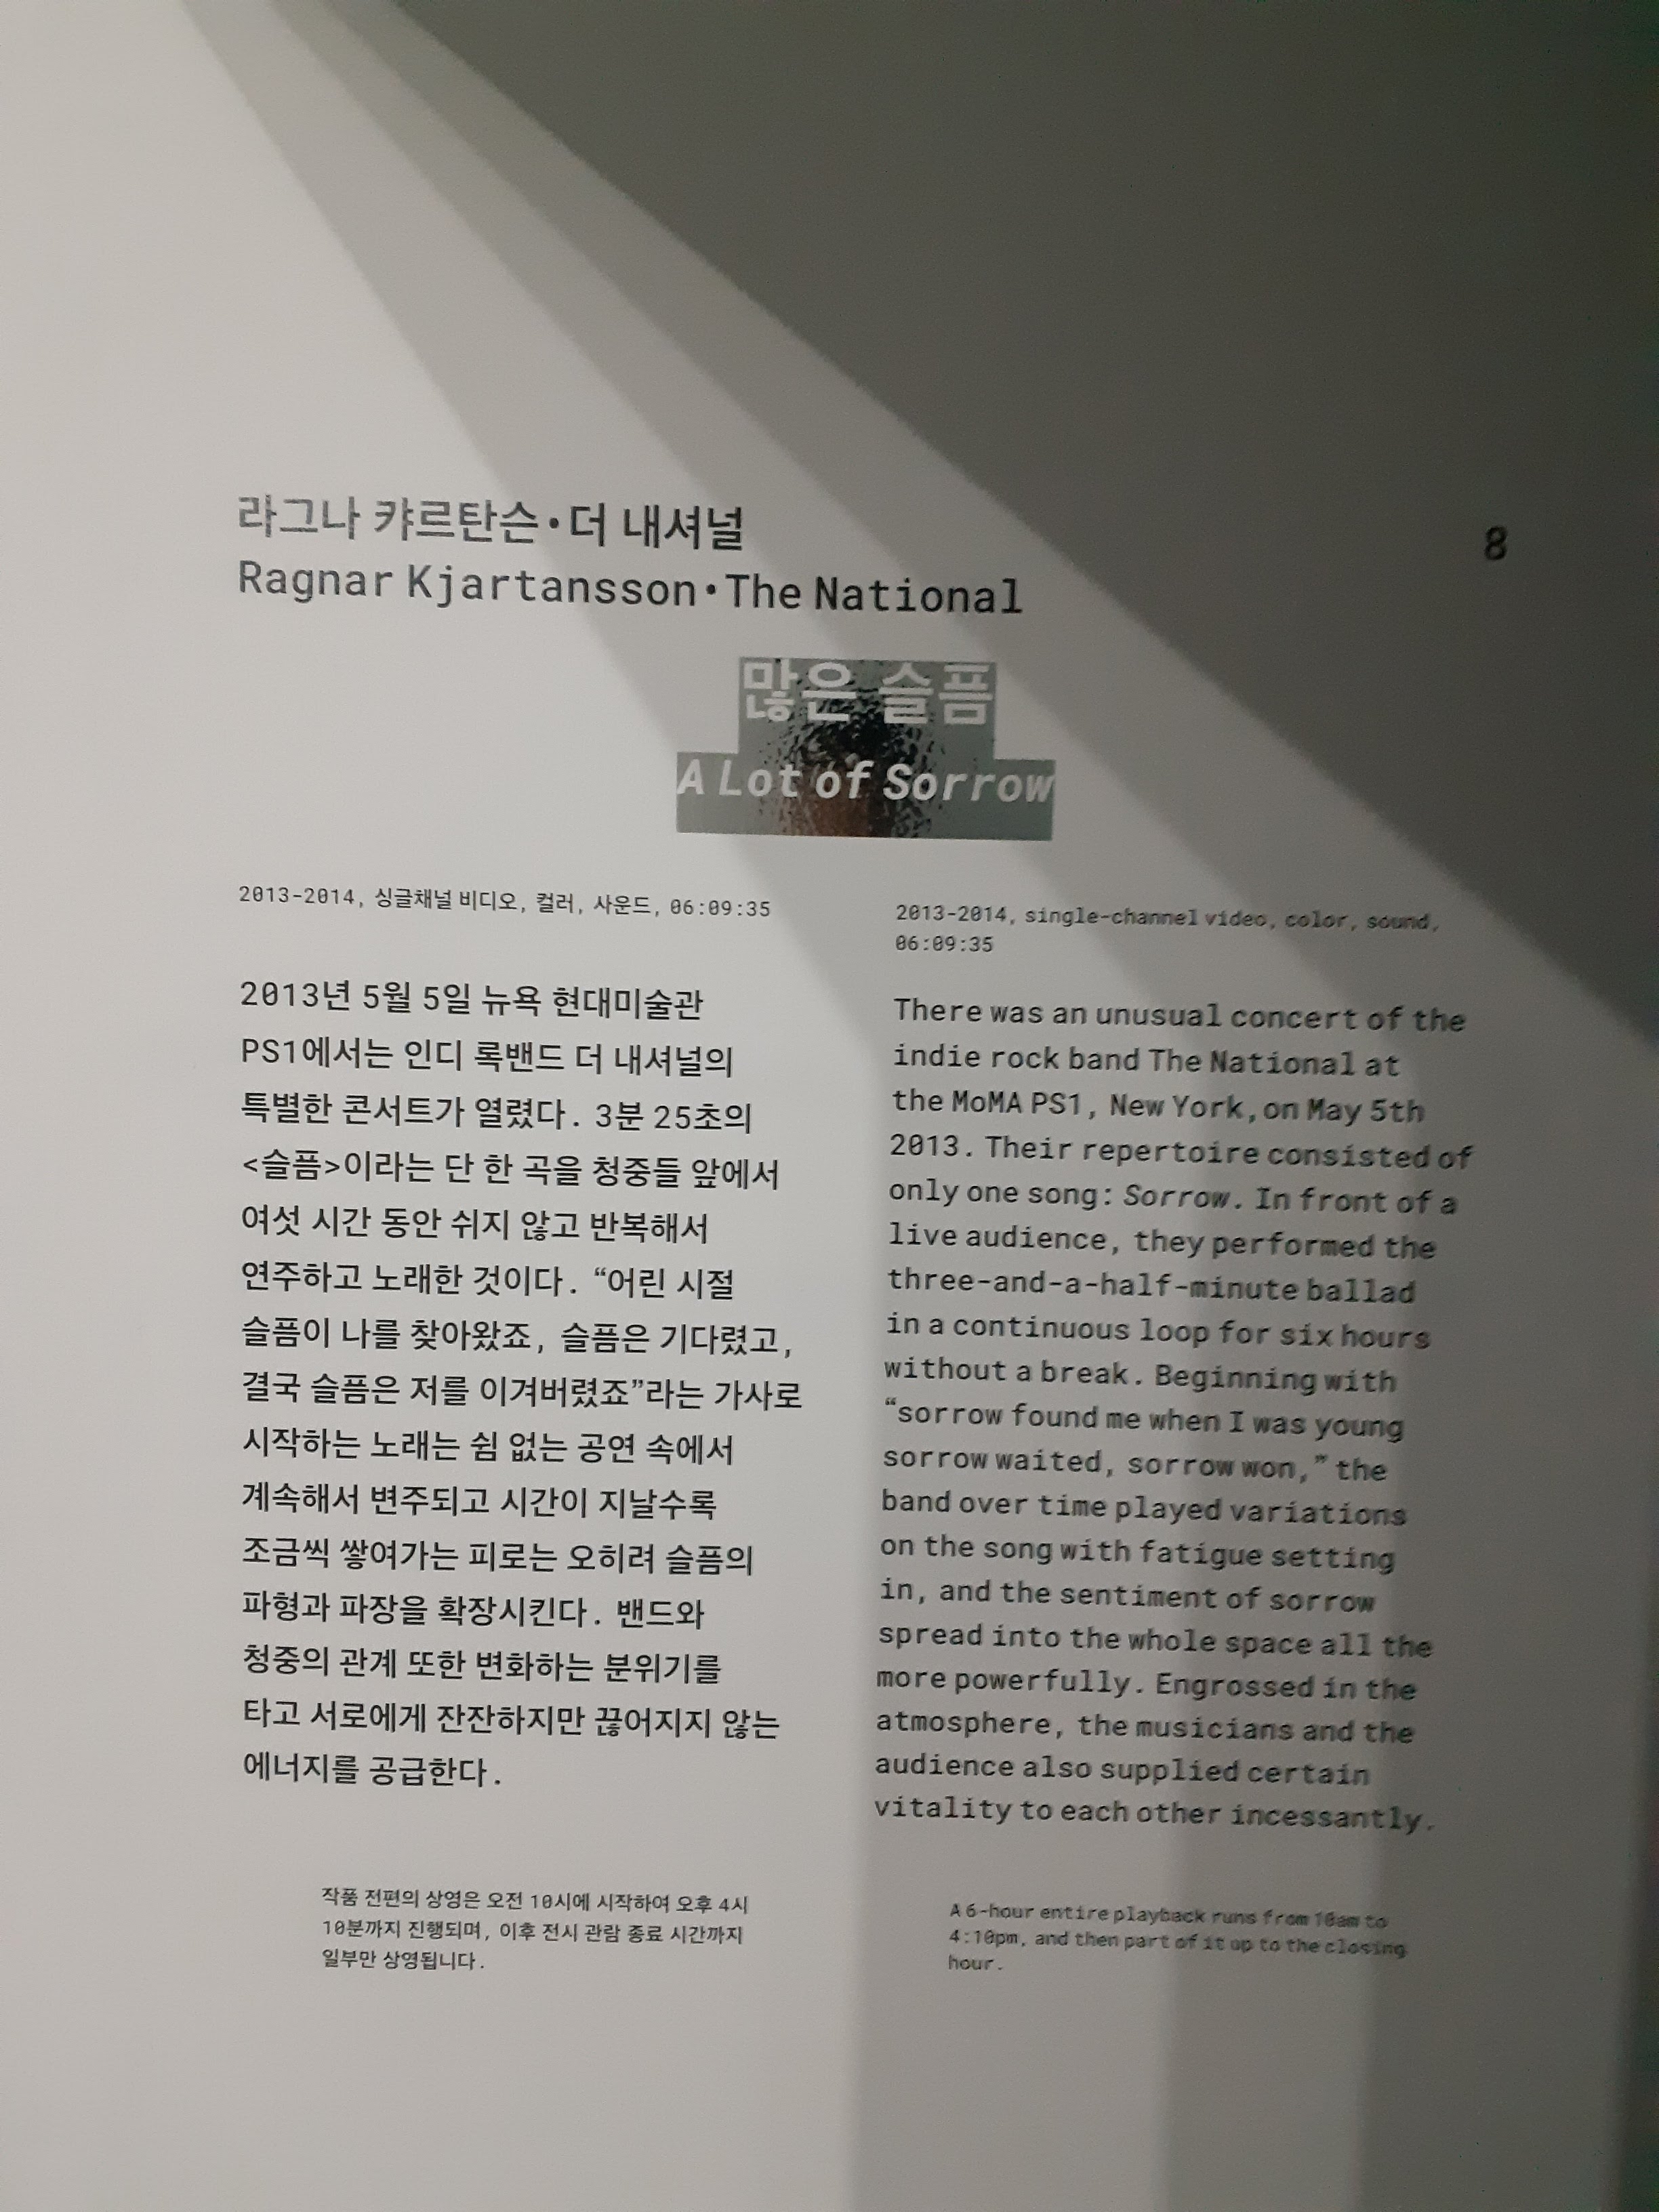 라그나 캬르탄슨·더 내셔널
8
Ragnar Kjartansson·The National
많은 슬픔
A Lot of Sorrow
2013-2014, 싱글채널 비디오, 컬러, 사운드, 06:09:35
2013년 5월 5일 뉴욕 현대미술관
PS1에서는 인디 록밴드 더 내셔널의
특별한 콘서트가 열렸다. 3분 25초의
<슬픔>이라는 단 한 곡을 청중들 앞에서
여섯 시간 동안 쉬지 않고 반복해서
연주하고 노래한 것이다. “어린 시절
슬픔이 나를 찾아왔죠, 슬픔은 기다렸고,
결국 슬픔은 저를 이겨버렸죠”라는 가사로
시작하는 노래는 쉼 없는 공연 속에서
계속해서 변주되고 시간이 지날수록
조금씩 쌓여가는 피로는 오히려 슬픔의
파형과 파장을 확장시킨다. 밴드와
청중의 관계 또한 변화하는 분위기를
타고 서로에게 잔잔하지만 끊어지지 않는
에너지를 공급한다.
작품 전편의 상영은 오전 10시에 시작하여 오후 4시
10분까지 진행되며, 이후 전시 관람 종료 시간까지
일부만 상영됩니다.
2013-2014, single-channel video, color, sound,
06:09:35
There was an unusual concert of the
indie rock band The National at
the MoMA PS1, New York,on May 5th
2013. Their repertoire consisted of
only one song: Sorrow. In front of a
live audience, they performed the
three-and-a-half-minute ballad
in a continuous loop for six hours
without a break. Beginning with
“sorrow found me when I was young
sorrow waited, sorrow won,” the
band over time played variations
on the song with fatigue setting
in, and the sentiment of sorrow
spread into the whole space all the
more powerfully. Engrossed in the
atmosphere, the musicians and the
audience also supplied certain
vitality to each other incessantly.
A 6-hour entire playback runs from 10am to
4:10pm, and then part of it up to the closing
hour.